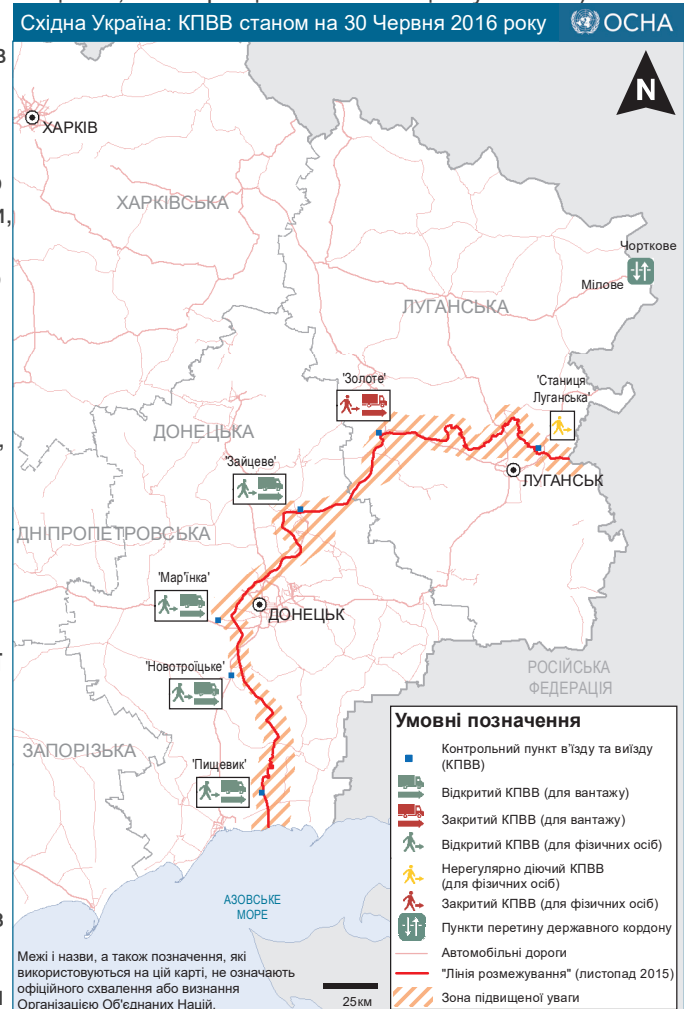 Східна Україна: КПВВ станом на 30 Червня 2016 року
OCHA
N
ХАРКІВ
ХАРКІВСЬКА
Чорткове
Мілове
ЛУГАНСЬКА
'Золоте'
'Станиця
Луганська'
ДОНЕЦЬКА
'Зайцеве'
ЛУГАНСЬК
ДНІПРОПЕТРОВСЬКА
'Мар'їнка'
ДОНЕЦЬК
'Новотроїцьке'
РОСІЙСЬКА
ФЕДЕРАЦІЯ
ЗАПОРІЗЬКА
'Пищевик'
АЗОВСЬКЕ
МОРЕ
Умовні позначення
Контрольний пункт в'їзду та виїзду
(КПВВ)
Відкритий КПВВ (для вантажу)
Закритий КПВВ (для вантажу)
Відкритий КПВВ (для фізичних осіб)
Нерегулярно діючий КПВВ
(для фізичних осіб)
Закритий КПВВ (для фізичних осіб)
Пункти перетину державного кордону
Автомобільні дороги
"Лінія розмежування" (листопад 2015)
Зона підвищеної уваги
Межі і назви, а також позначення, які
використовуються на цій карті, не означають
офіційного схвалення або визнання
Організацією Об'єднаних Націй.
25км